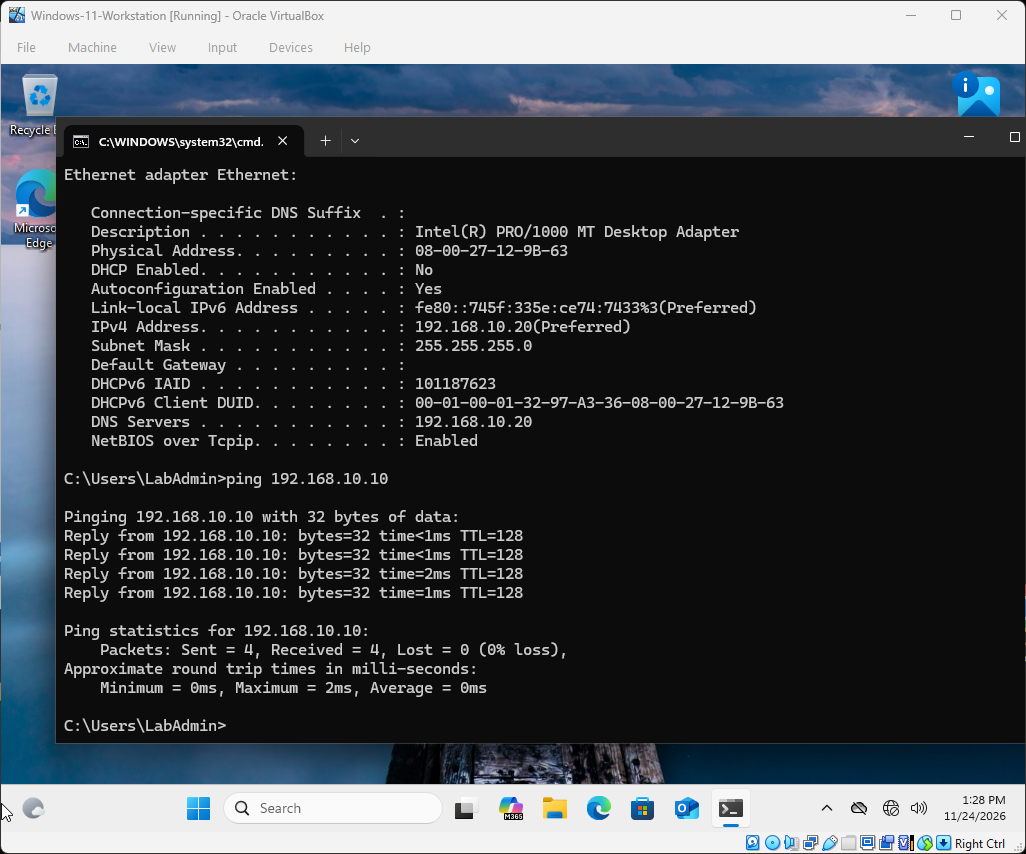 Windows-11-Workstation [Running] - Oracle VirtualBox
File Machine View Input Devices Help
Recycle
Microso
Edge
C:\WINDOWS\system32\cmd.
Ethernet adapter Ethernet:
Connection-specific DNS Suffix . :
Description . . . . . . . . . . . : Intel(R) PRO/1000 MT Desktop Adapter
Physical Address. . . . . . . . . : 08-00-27-12-9B-63
DHCP Enabled. . . . . . . . . . . : No
Autoconfiguration Enabled . . . . : Yes
Link-local IPv6 Address . . . . . : fe80::745f:335e:ce74:7433%3(Preferred)
IPv4 Address. . . . . . . . . . . : 192.168.10.20(Preferred)
Subnet Mask . . . . . . . . . . . : 255.255.255.0
Default Gateway . . . . . . . . . :
DHCPv6 IAID . . . . . . . . . . . : 101187623
DHCPv6 Client DUID. . . . . . . . : 00-01-00-01-32-97-A3-36-08-00-27-12-9B-63
DNS Servers . . . . . . . . . . . : 192.168.10.20
NetBIOS over Tcpip. . . . . . . . : Enabled
C:\Users\LabAdmin>ping 192.168.10.10
Pinging 192.168.10.10 with 32 bytes of data:
Reply from 192.168.10.10: bytes=32 time<1ms TTL=128
Reply from 192.168.10.10: bytes=32 time<1ms TTL=128
Reply from 192.168.10.10: bytes=32 time=2ms TTL=128
Reply from 192.168.10.10: bytes=32 time=1ms TTL=128
Ping statistics for 192.168.10.10:
Packets: Sent = 4, Received = 4, Lost = 0 (0% loss),
Approximate round trip times in milli-seconds:
Minimum = 0ms, Maximum = 2ms, Average = 0ms
C:\Users\LabAdmin>
Search
M365
1:28 PM
11/24/2026
Right Ctrl